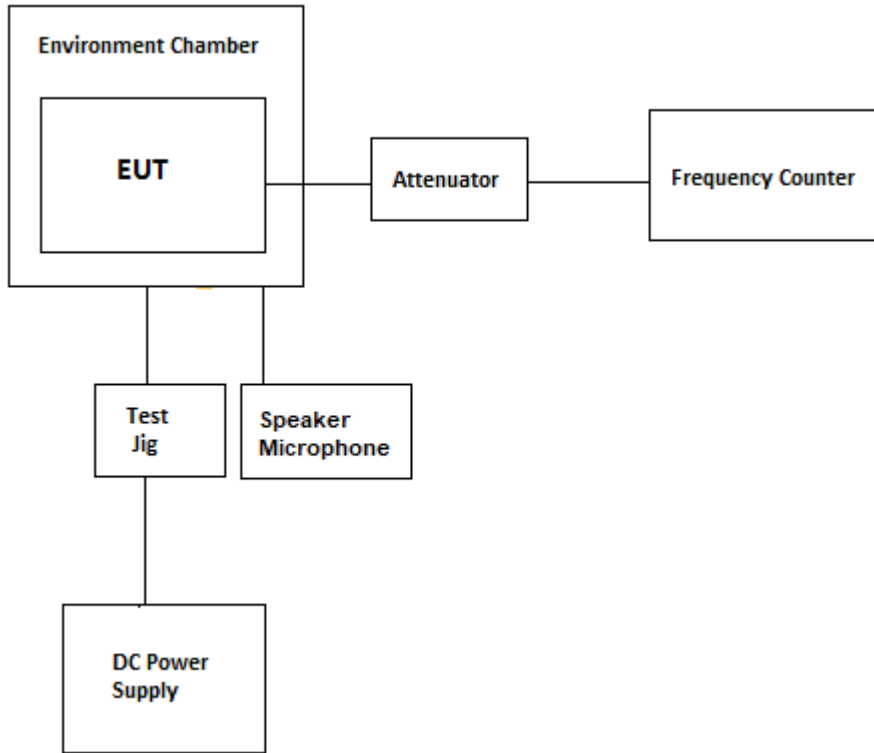 Environment Chamber
EUT
Attenuator
Frequency Counter
Test
Jig
Speaker
Microphone
DC Power
Supply